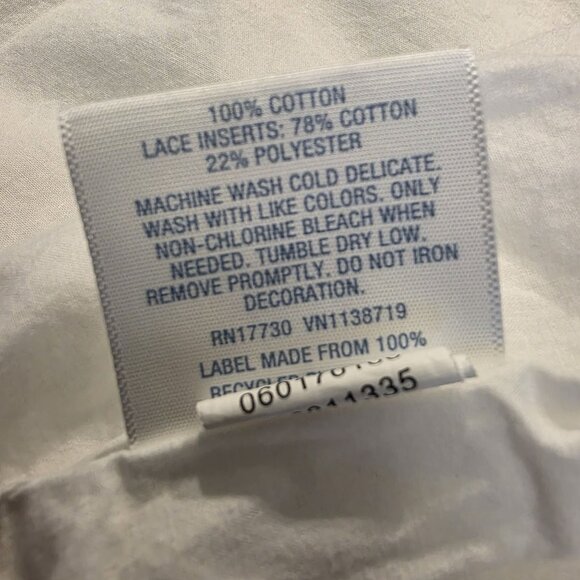 100% COTTON
LACE INSERTS: 78% COTTON
22% POLYESTER
MACHINE WASH COLD DELICATE.
WASH WITH LIKE COLORS. ONLY
NON-CHLORINE BLEACH WHEN
NEEDED. TUMBLE DRY LOW.
REMOVE PROMPTLY. DO NOT IRON
DECORATION.
RN17730 VN1138719
LABEL MADE FROM 100%
RECYCLED